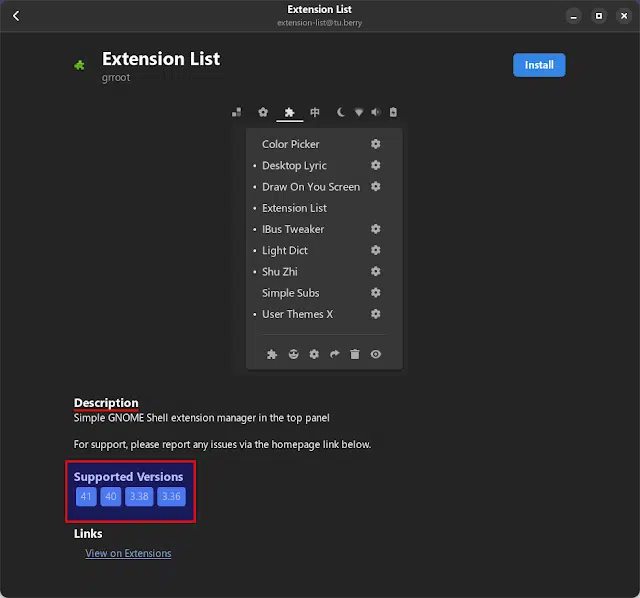 Extension List
extension-list@tu.berry
Extension List
grroot
Install
中
Color Picker
• Desktop Lyric
• Draw On You Screen
• Extension List
• IBus Tweaker
• Light Dict
• Shu Zhi
Simple Subs
• User Themes X
Description
Simple GNOME Shell extension manager in the top panel
For support, please report any issues via the homepage link below.
Supported Versions
41 40 3.38 3.36
Links
View on Extensions